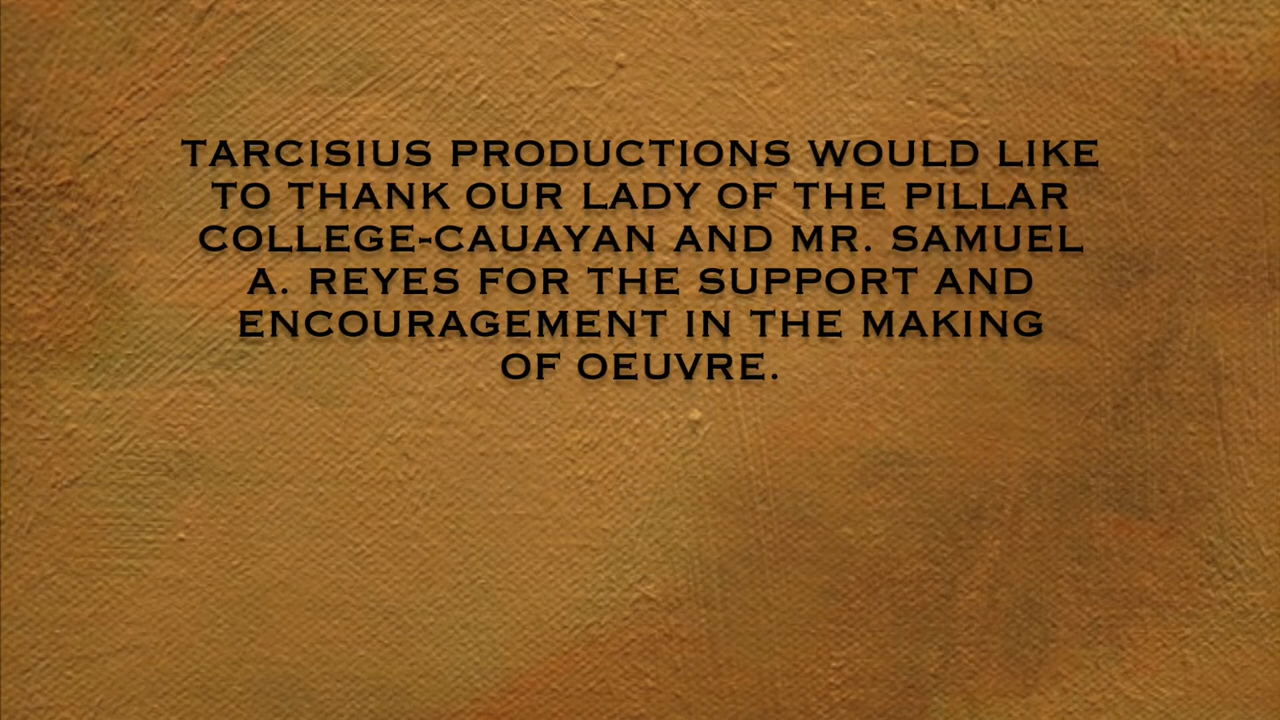 TARCISIUS PRODUCTIONS WOULD LIKE
TO THANK OUR LADY OF THE PILLAR
COLLEGE-CAUAYAN AND MR. SAMUEL
A. REYES FOR THE SUPPORT AND
ENCOURAGEMENT IN THE MAKING
OF OEUVRE.